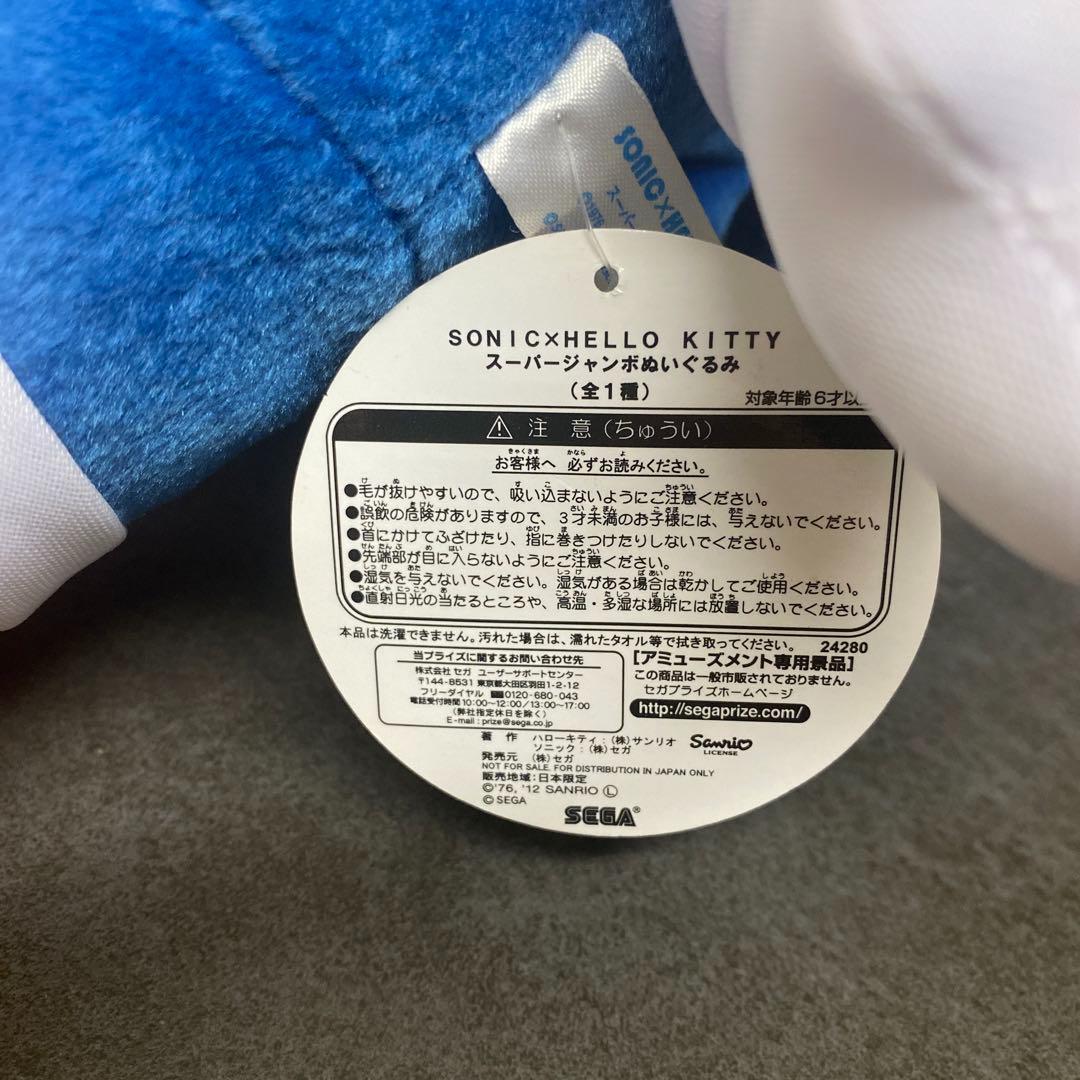 SONIC×
スーパー
SONIC×HELLO KITTY
スーパージャンボぬいぐるみ
(全1種)
対象年齢6才以
⚠ 注 意(ちゅうい)
お客様へ 必ずお読みください。
●毛が抜けやすいので、吸い込まないようにご注意ください。
●誤飲の危険がありますので、3才未満のお子様には、与えないでください。
●首にかけてふざけたり、指に巻きつけたりしないでください。
●先端部が目に入らないようにご注意ください。
●湿気を与えないでください。湿気がある場合は乾かしてご使用ください。
●直射日光の当たるところや、高温・多湿な場所には放置しないでください。
本品は洗濯できません。汚れた場合は、濡れたタオル等で拭き取ってください。 24280
当プライズに関するお問い合わせ先
株式会社 セガ ユーザーサポートセンター
〒144-8531 東京都大田区羽田1-2-12
フリーダイヤル 0120-680-043
電話受付時間 10:00~12:00/13:00~17:00
(弊社指定休日を除く)
E-mail : prize@sega.co.jp
【アミューズメント専用景品】
この商品は一般市販されておりません。
セガプライズホームページ
http://segaprize.com/
著 作 ハローキティ:(株)サンリオ
ソニック:(株)セガ
Sanrio
LICENSE
発売元 (株)セガ
NOT FOR SALE. FOR DISTRIBUTION IN JAPAN ONLY
販売地域:日本限定
©'76, '12 SANRIO Ⓛ
© SEGA
SEGA®